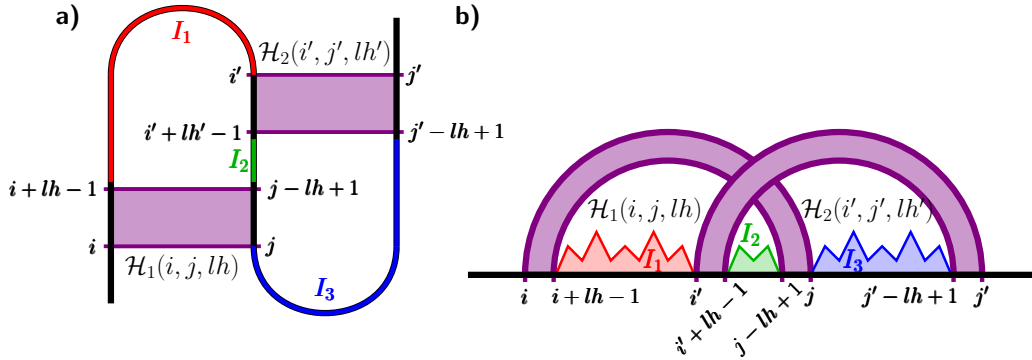 a)
I₁
𝓗₂(i′, j′, lh′)
i′
j′
i′+lh′−1
j′−lh+1
I₂
i+lh−1
j−lh+1
i
j
𝓗₁(i, j, lh)
I₃
b)
𝓗₁(i, j, lh)
𝓗₂(i′, j′, lh′)
I₂
I₁
I₃
i
i+lh−1
i′
i′+lh−1
j−lh+1
j
j′−lh+1
j′